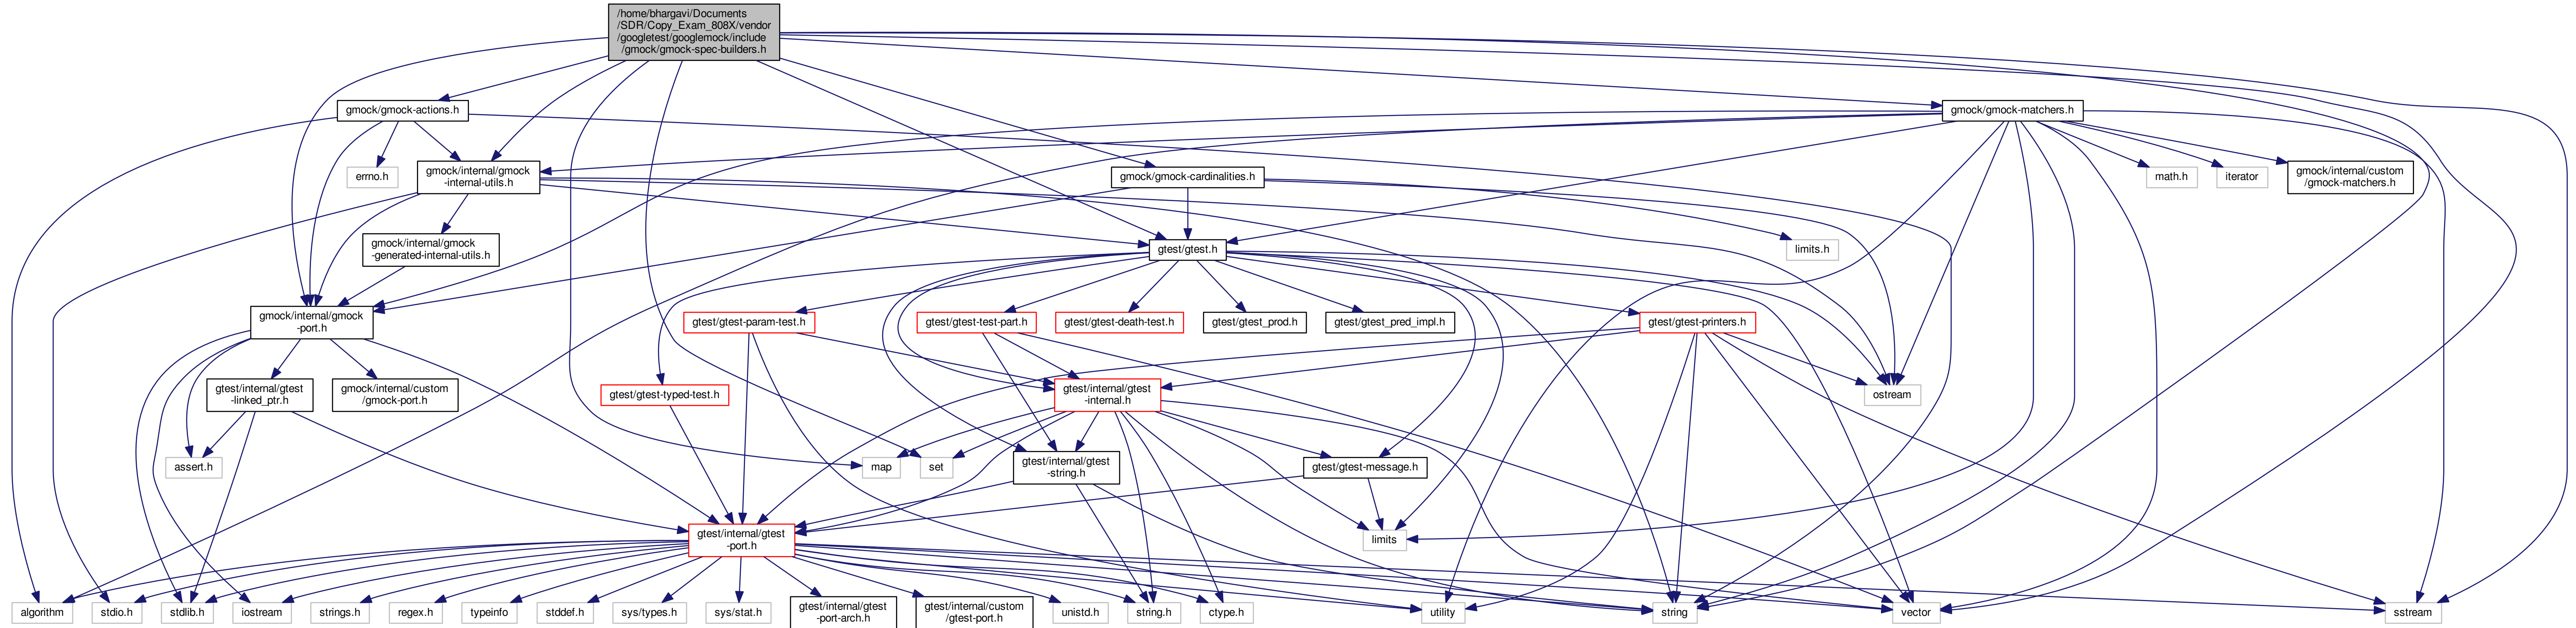 /home/bhargavi/Documents
/SDR/Copy_Exam_808X/vendor
/googletest/googlemock/include
/gmock/gmock-spec-builders.h
gmock/gmock-actions.h
gmock/gmock-matchers.h
errno.h
gmock/internal/gmock
-internal-utils.h
gmock/gmock-cardinalities.h
math.h
iterator
gmock/internal/custom
/gmock-matchers.h
gmock/internal/gmock
-generated-internal-utils.h
gtest/gtest.h
limits.h
gmock/internal/gmock
-port.h
gtest/gtest-param-test.h
gtest/gtest-test-part.h
gtest/gtest-death-test.h
gtest/gtest_prod.h
gtest/gtest_pred_impl.h
gtest/gtest-printers.h
gtest/internal/gtest
-linked_ptr.h
gmock/internal/custom
/gmock-port.h
gtest/gtest-typed-test.h
gtest/internal/gtest
-internal.h
ostream
assert.h
map
set
gtest/internal/gtest
-string.h
gtest/gtest-message.h
gtest/internal/gtest
-port.h
limits
algorithm
stdio.h
stdlib.h
iostream
strings.h
regex.h
typeinfo
stddef.h
sys/types.h
sys/stat.h
gtest/internal/gtest
-port-arch.h
gtest/internal/custom
/gtest-port.h
unistd.h
string.h
ctype.h
utility
string
vector
sstream